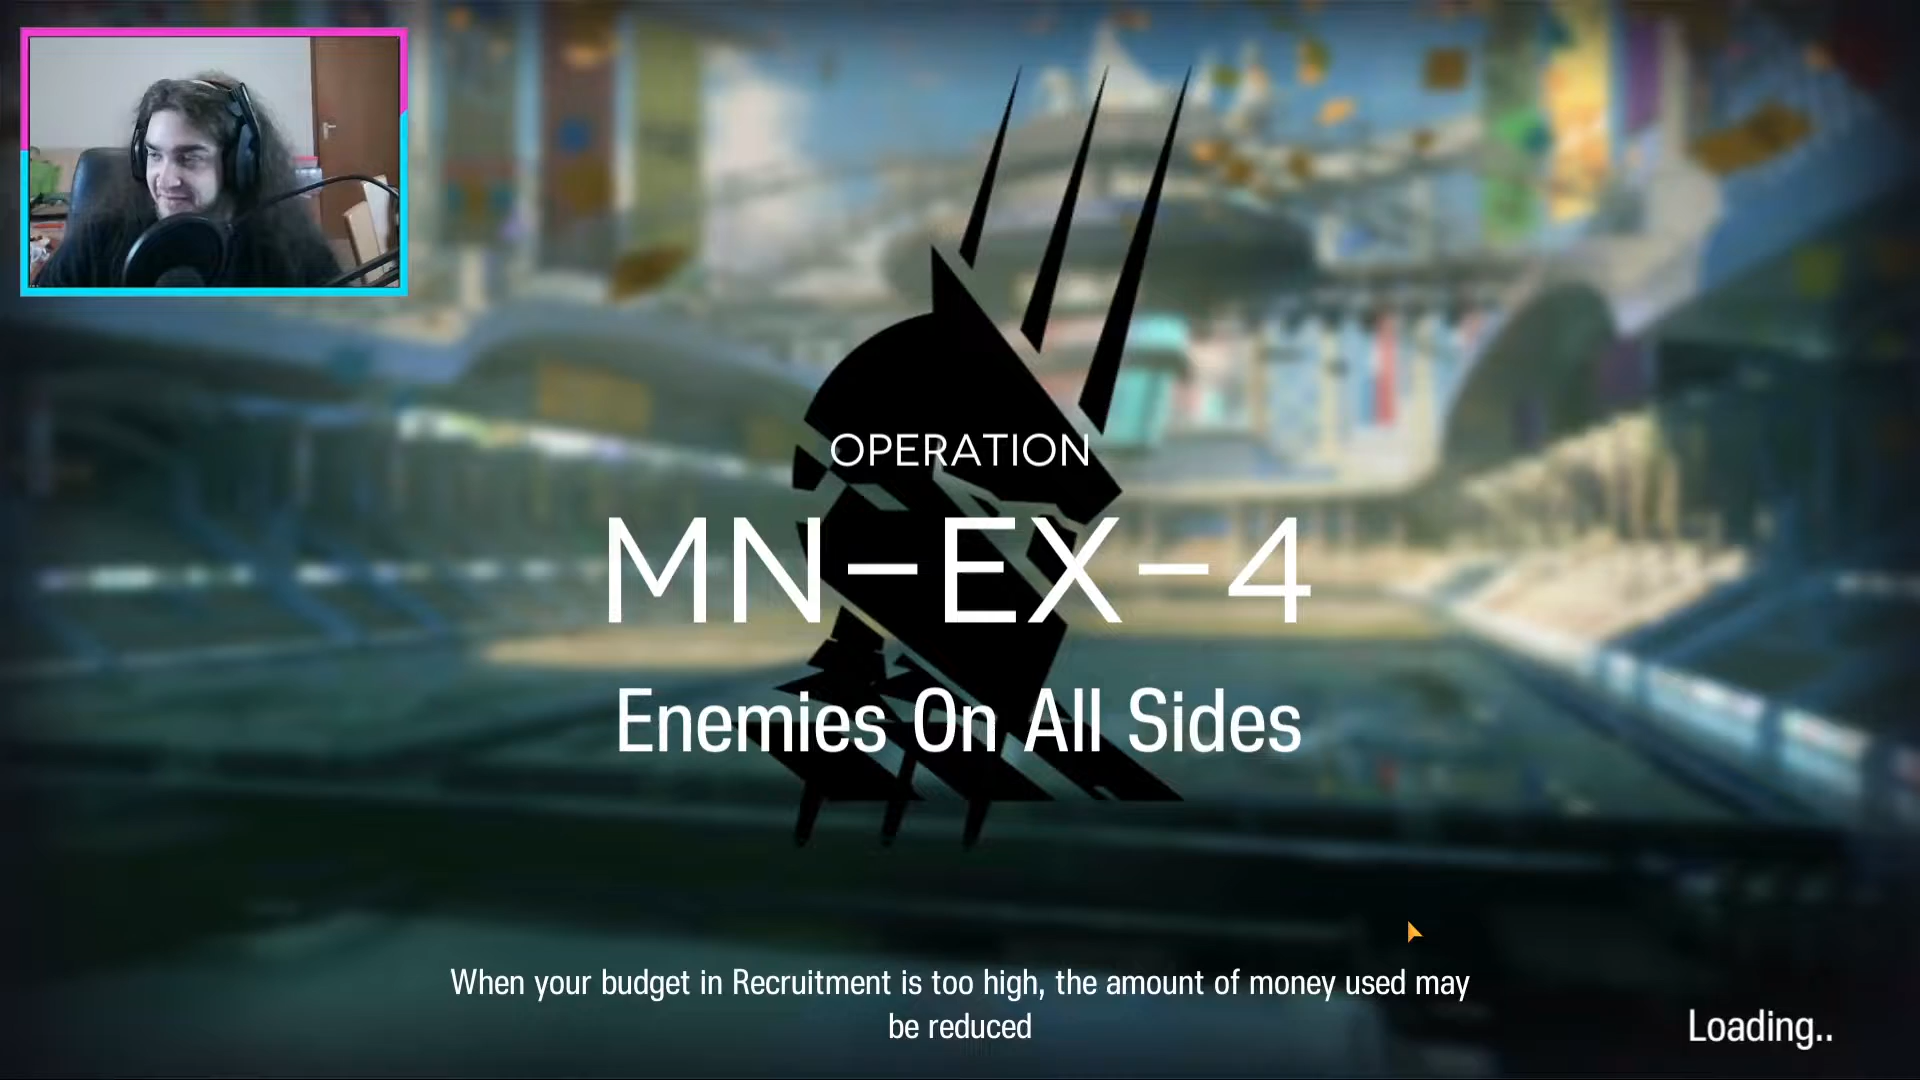 OPERATION
MN-EX-4
Enemies On All Sides
When your budget in Recruitment is too high, the amount of money used may
be reduced
Loading..